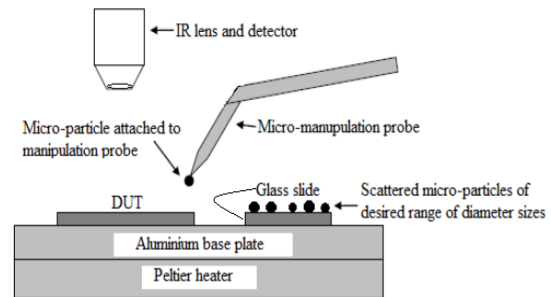 IR lens and detector
Micro-particle attached to
manipulation probe
Micro-manupulation probe
DUT
Glass slide
Scattered micro-particles of
desired range of diameter sizes
Aluminium base plate
Peltier heater